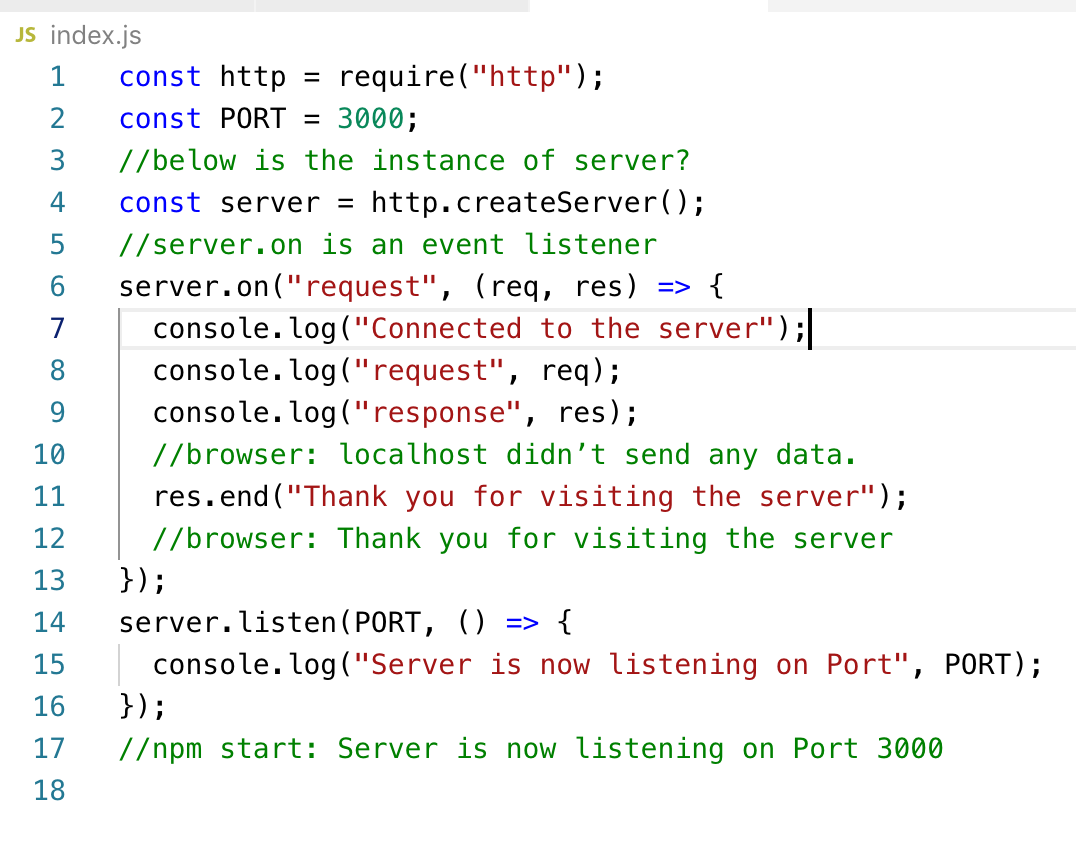 JS index.js
1 const http = require("http");
2 const PORT = 3000;
3 //below is the instance of server?
4 const server = http.createServer();
5 //server.on is an event listener
6 server.on("request", (req, res) => {
7 console.log("Connected to the server");
8 console.log("request", req);
9 console.log("response", res);
10 //browser: localhost didn’t send any data.
11 res.end("Thank you for visiting the server");
12 //browser: Thank you for visiting the server
13 });
14 server.listen(PORT, () => {
15 console.log("Server is now listening on Port", PORT);
16 });
17 //npm start: Server is now listening on Port 3000
18